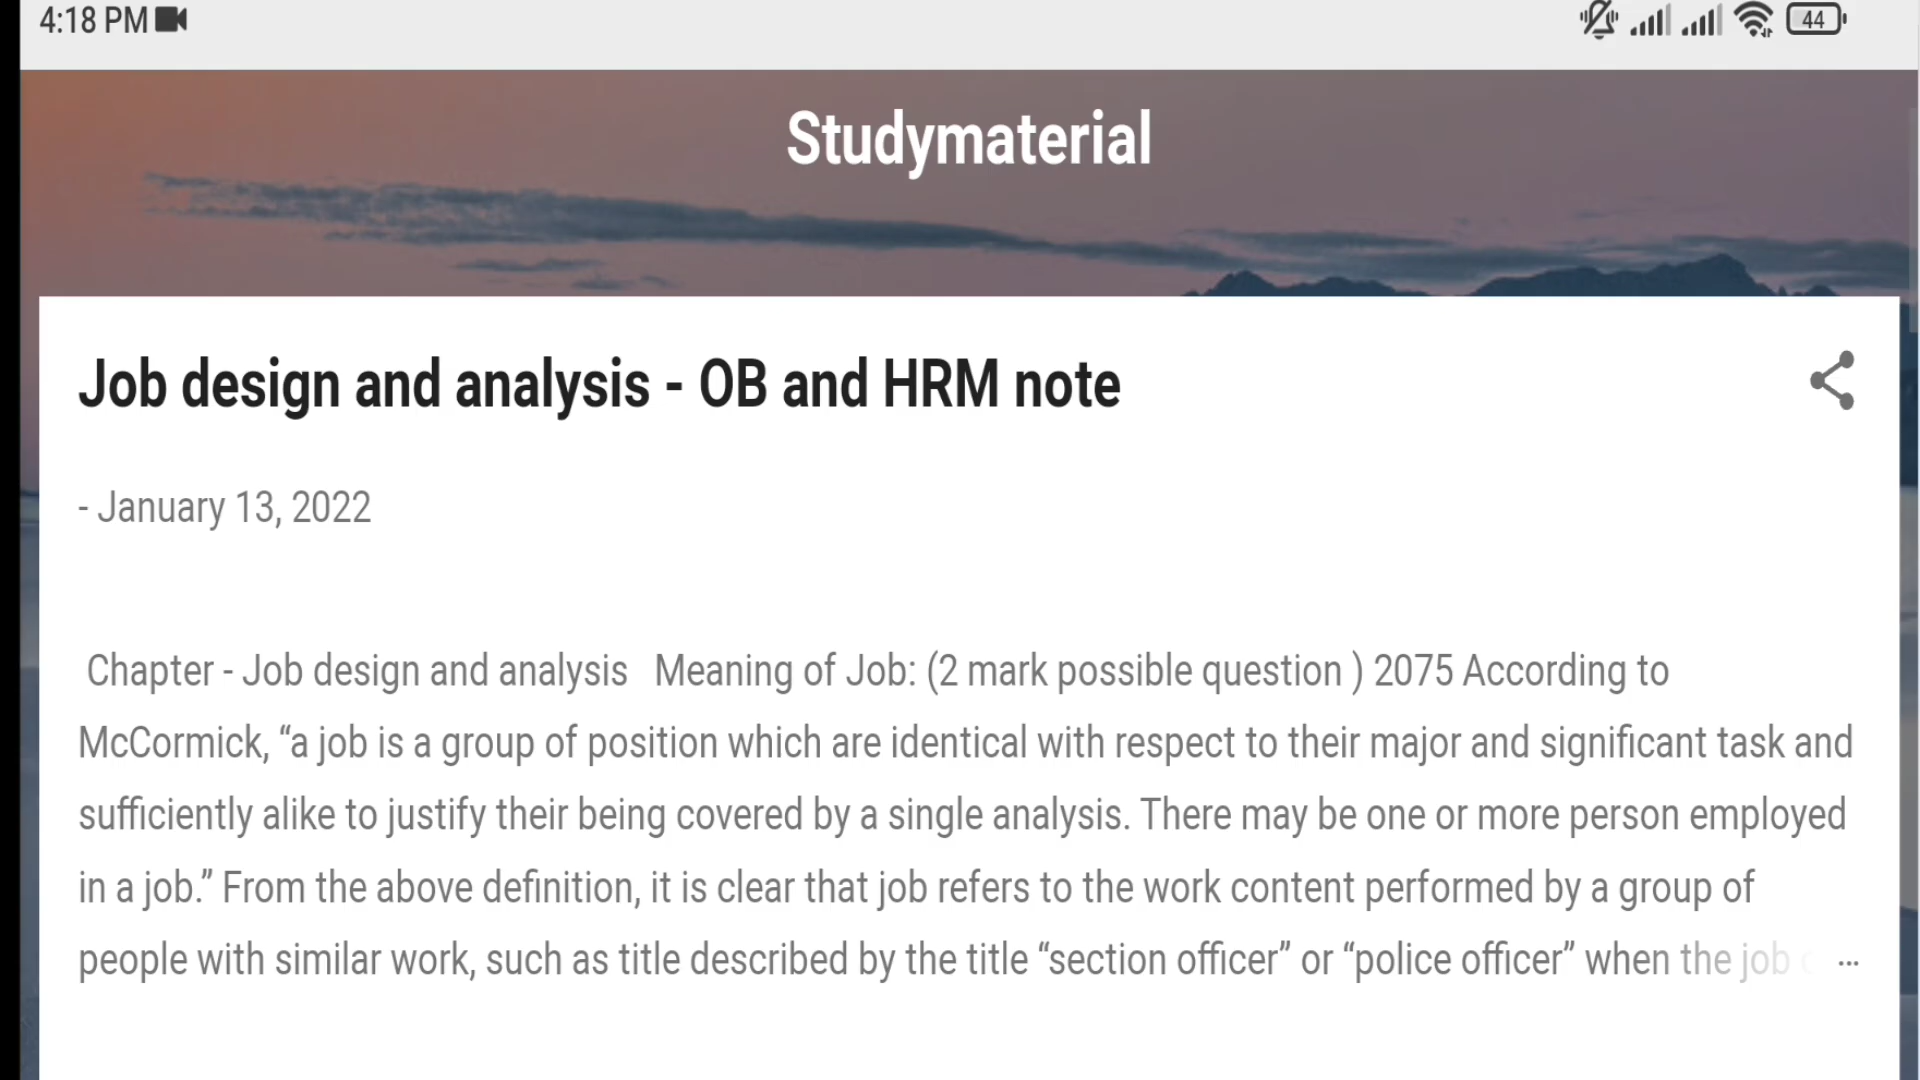 4:18 PM
44
Studymaterial
Job design and analysis - OB and HRM note
- January 13, 2022
Chapter - Job design and analysis   Meaning of Job: (2 mark possible question ) 2075 According to
McCormick, “a job is a group of position which are identical with respect to their major and significant task and
sufficiently alike to justify their being covered by a single analysis. There may be one or more person employed
in a job.” From the above definition, it is clear that job refers to the work content performed by a group of
people with similar work, such as title described by the title “section officer” or “police officer” when the job ...